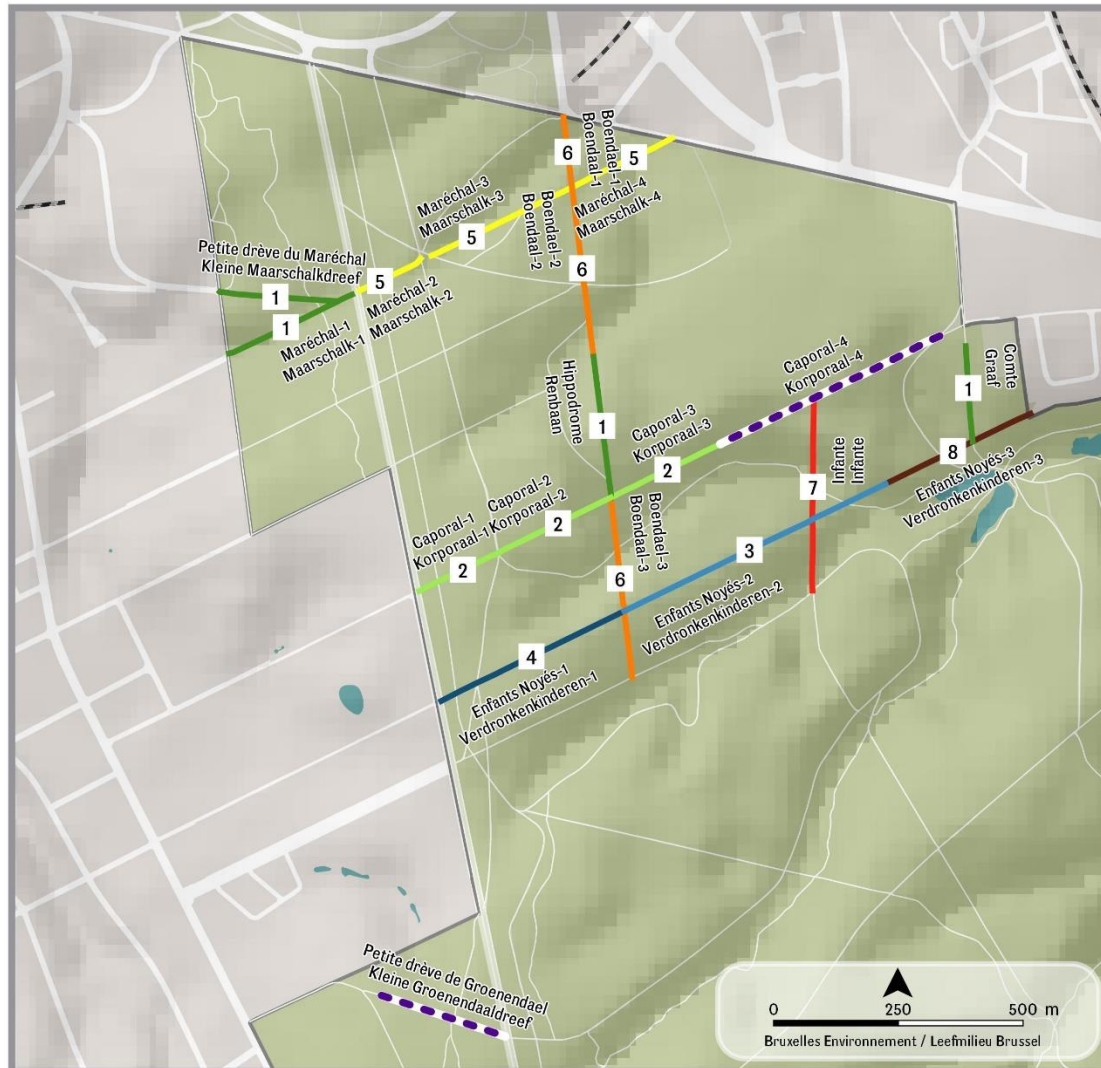 6
Boendael-1
Boendaal-1
5
Maréchal-3
Maarschalk-3
5
Boendael-2
Boendaal-2
Maréchal-4
Maarschalk-4
Petite drève du Maréchal
Kleine Maarschalkdreef
5
6
1
1
Maréchal-1
Maarschalk-1
Maréchal-2
Maarschalk-2
Hippodrome
Renbaan
1
Caporal-4
Korporaal-4
1
Comte
Graaf
Caporal-3
Korporaal-3
2
Infante
Infante
7
8
Enfants Noyés-3
Verdronkenkinderen-3
Caporal-1
Korporaal-1
Caporal-2
Korporaal-2
2
2
Boendael-3
Boendaal-3
6
3
Enfants Noyés-2
Verdronkenkinderen-2
4
Enfants Noyés-1
Verdronkenkinderen-1
Petite drève de Groenendael
Kleine Groenendaaldreef
0 250 500 m
Bruxelles Environnement / Leefmilieu Brussel